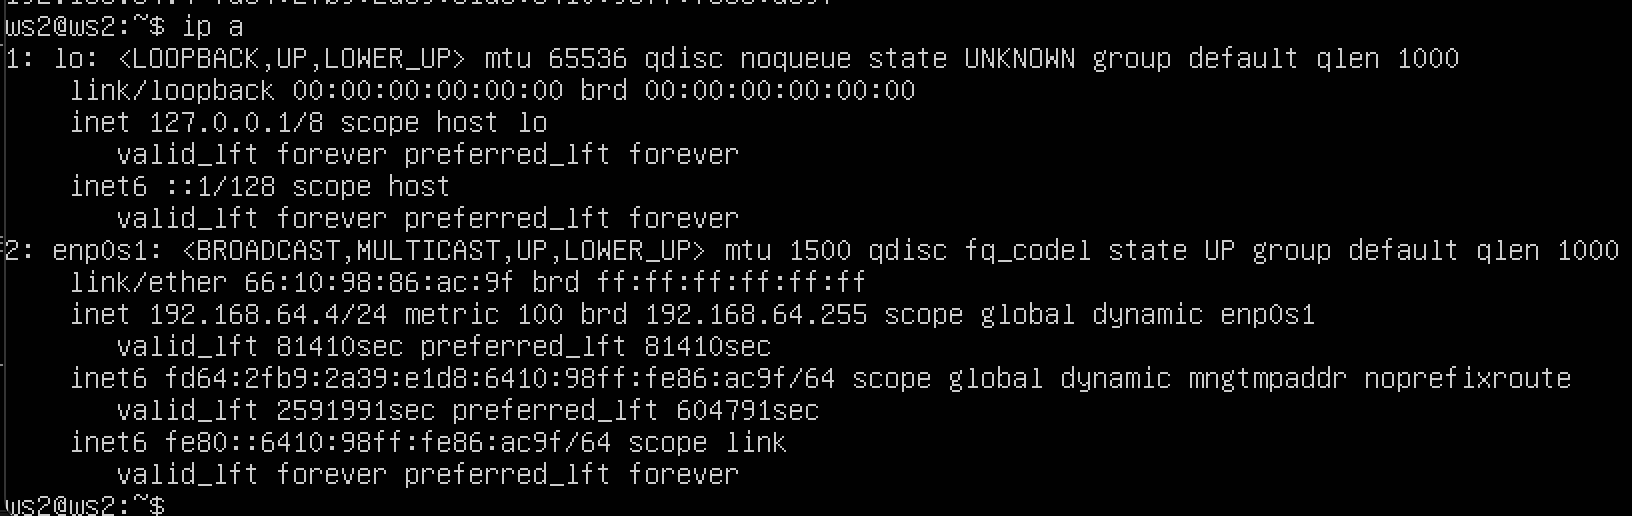 ws2@ws2:~$ ip a
1: lo: <LOOPBACK,UP,LOWER_UP> mtu 65536 qdisc noqueue state UNKNOWN group default qlen 1000
    link/loopback 00:00:00:00:00:00 brd 00:00:00:00:00:00
    inet 127.0.0.1/8 scope host lo
       valid_lft forever preferred_lft forever
    inet6 ::1/128 scope host
       valid_lft forever preferred_lft forever
2: enp0s1: <BROADCAST,MULTICAST,UP,LOWER_UP> mtu 1500 qdisc fq_codel state UP group default qlen 1000
    link/ether 66:10:98:86:ac:9f brd ff:ff:ff:ff:ff:ff
    inet 192.168.64.4/24 metric 100 brd 192.168.64.255 scope global dynamic enp0s1
       valid_lft 81410sec preferred_lft 81410sec
    inet6 fd64:2fb9:2a39:e1d8:6410:98ff:fe86:ac9f/64 scope global dynamic mngtmpaddr noprefixroute
       valid_lft 2591991sec preferred_lft 604791sec
    inet6 fe80::6410:98ff:fe86:ac9f/64 scope link
       valid_lft forever preferred_lft forever
ws2@ws2:~$